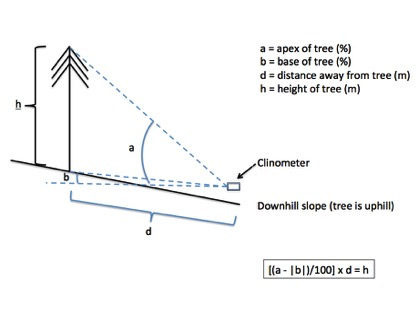 a = apex of tree (%)
b = base of tree (%)
d = distance away from tree (m)
h = height of tree (m)
h
a
Clinometer
b
Downhill slope (tree is uphill)
d
[(a - |b|)/100] x d = h